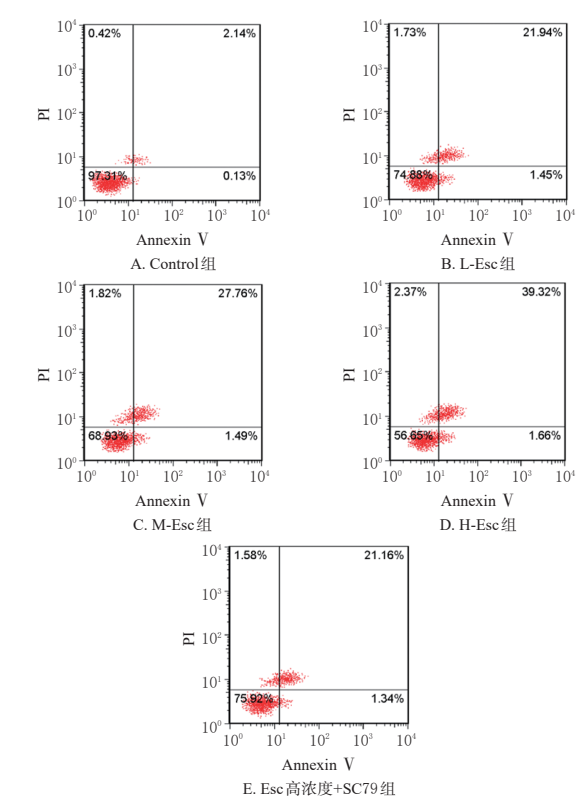 10⁴ 0.42% 2.14% 10⁴ 1.73% 21.94%
10³ 10³
PI 10² PI 10²
10¹ 10¹
97.31% 0.13% 74.88% 1.45%
10⁰ 10⁰
10⁰ 10¹ 10² 10³ 10⁴ 10⁰ 10¹ 10² 10³ 10⁴
Annexin Ⅴ Annexin Ⅴ
A. Control组 B. L-Esc组
10⁴ 1.82% 27.76% 10⁴ 2.37% 39.32%
10³ 10³
PI 10² PI 10²
10¹ 10¹
68.93% 1.49% 56.65% 1.66%
10⁰ 10⁰
10⁰ 10¹ 10² 10³ 10⁴ 10⁰ 10¹ 10² 10³ 10⁴
Annexin Ⅴ Annexin Ⅴ
C. M-Esc组 D. H-Esc组
10⁴ 1.58% 21.16%
10³
PI 10²
10¹
75.92% 1.34%
10⁰
10⁰ 10¹ 10² 10³ 10⁴
Annexin Ⅴ
E. Esc高浓度+SC79组